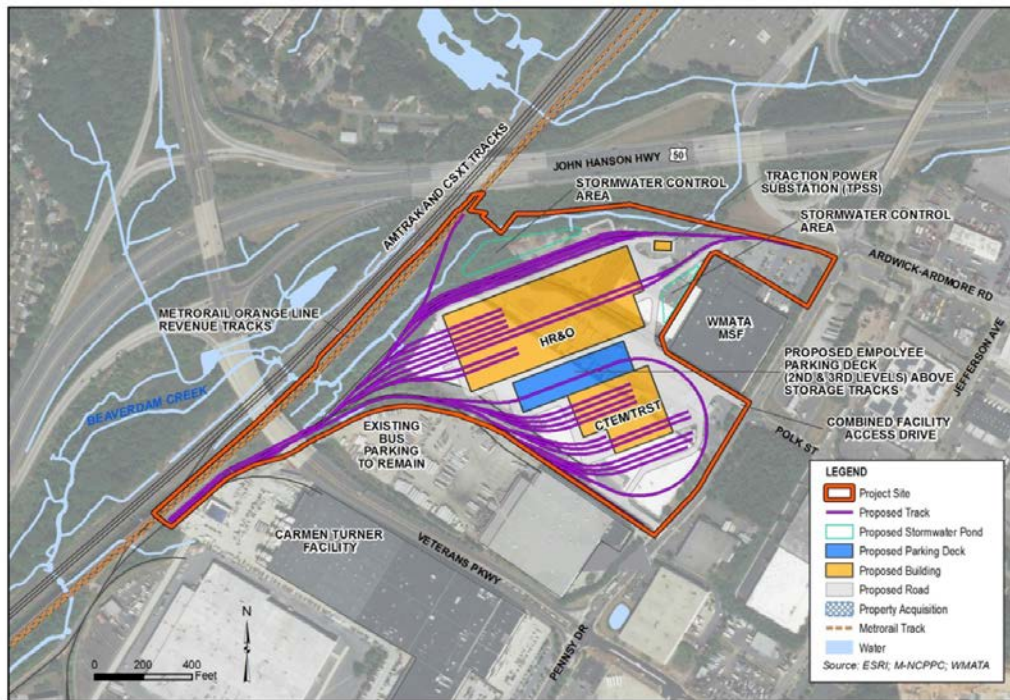 JOHN HANSON HWY 50
AMTRAK AND CSXT TRACKS
STORMWATER CONTROL
AREA
TRACTION POWER
SUBSTATION (TPSS)
STORMWATER CONTROL
AREA
ARDWICK-ARDMORE RD
METRORAIL ORANGE LINE
REVENUE TRACKS
HR&O
WMATA
MSF
JEFFERSON AVE
PROPOSED EMPOLYEE
PARKING DECK
(2ND & 3RD LEVELS) ABOVE
STORAGE TRACKS
BEAVERDAM CREEK
CTEM/TRST
EXISTING
BUS
PARKING
TO REMAIN
COMBINED FACILITY
ACCESS DRIVE
POLK ST
CARMEN TURNER
FACILITY
VETERANS PKWY
PENNSY DR
N
0 200 400 600
Feet
LEGEND
Project Site
Proposed Track
Proposed Stormwater Pond
Proposed Parking Deck
Proposed Building
Proposed Road
Property Acquisition
Metrorail Track
Water
Source: ESRI; M-NCPPC; WMATA